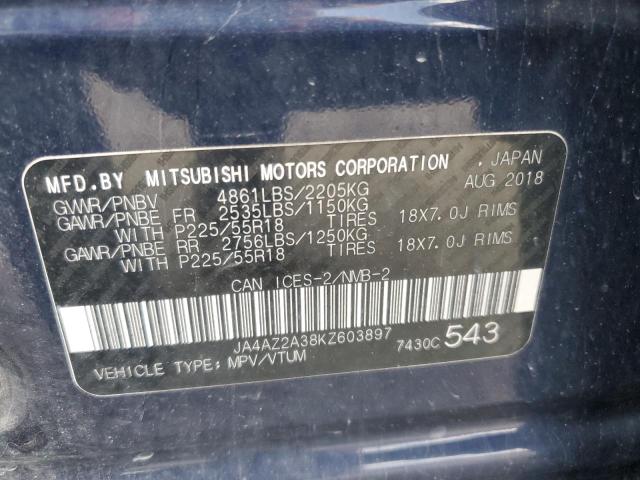 MFD.BY MITSUBISHI MOTORS CORPORATION . JAPAN
GVWR/PNBV 4861LBS/2205KG AUG 2018
GAWR/PNBE FR 2535LBS/1150KG
WITH P225/55R18 TIRES 18X7.0J RIMS
GAWR/PNBE RR 2756LBS/1250KG
WITH P225/55R18 TIRES 18X7.0J RIMS
CAN ICES-2/NMB-2
JA4AZ2A38KZ603897 7430C 543
VEHICLE TYPE: MPV/VTUM